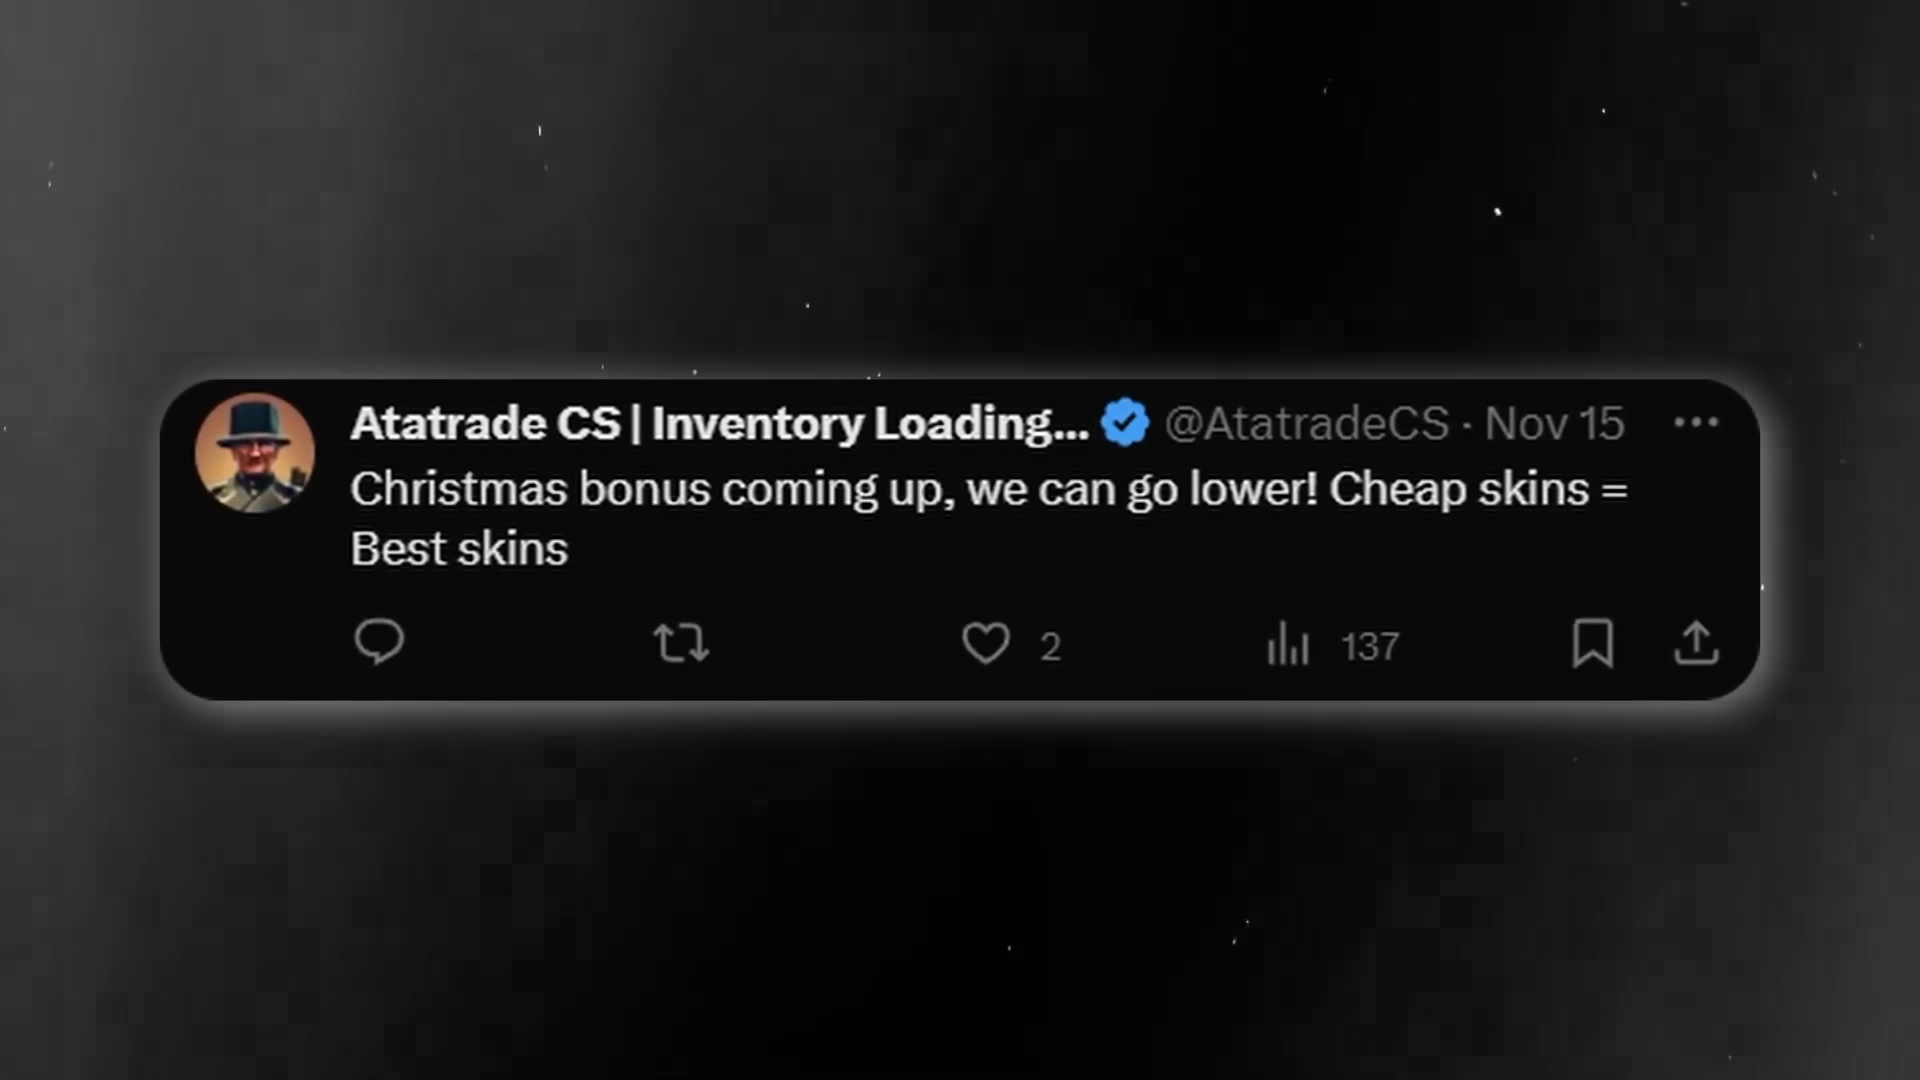 Atatrade CS | Inventory Loading... @AtatradeCS · Nov 15
Christmas bonus coming up, we can go lower! Cheap skins =
Best skins
2 137